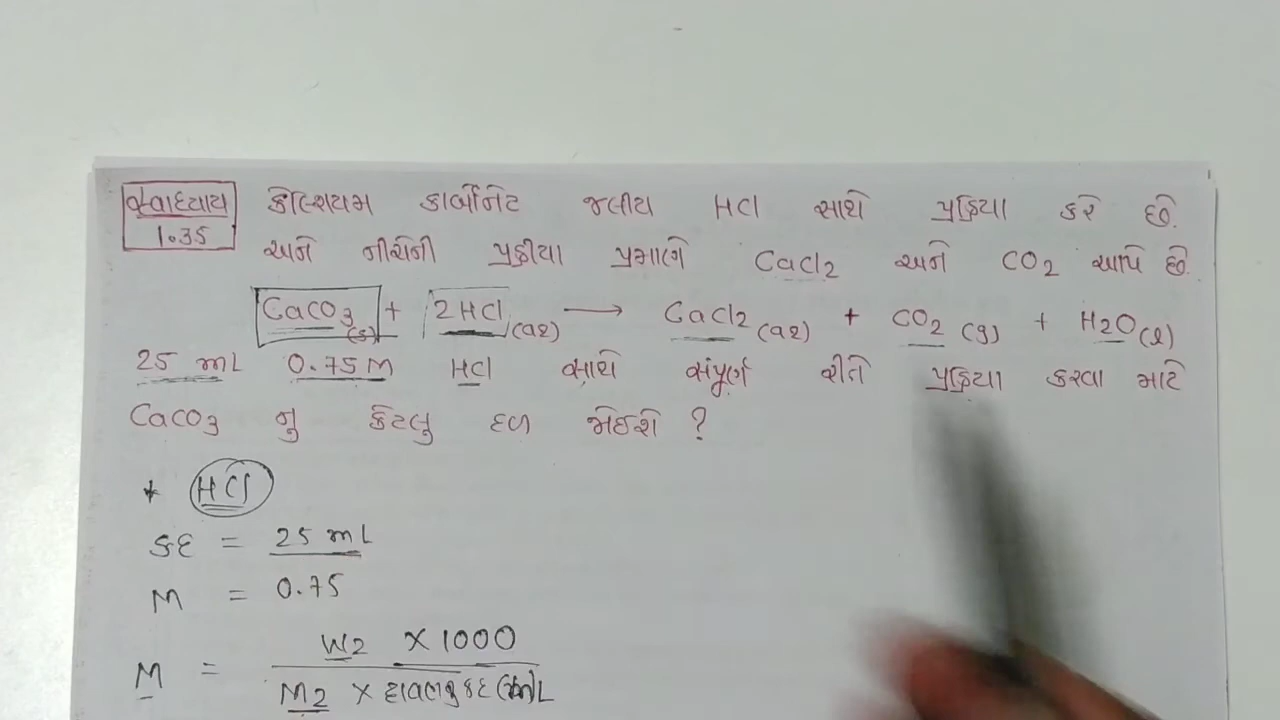 સ્વાધ્યાય 1.35 કેલ્શિયમ કાર્બોનેટ જલીય HCl સાથે પ્રક્રિયા કરે છે.
અને નીચેની પ્રક્રીયા પ્રમાણે CaCl2 અને CO2 આપે છે.
CaCO3(s) + 2HCl(aq) → CaCl2(aq) + CO2(g) + H2O(l)
25 mL 0.75M HCl સાથે સંપૂર્ણ રીતે પ્રક્રિયા કરવા માટે
CaCO3 નુ કેટલુ દળ જોઈશે ?
* HCl
કદ = 25 mL
M = 0.75
M = W2 × 1000
M2 × દ્રાવણનુ કદ (mL